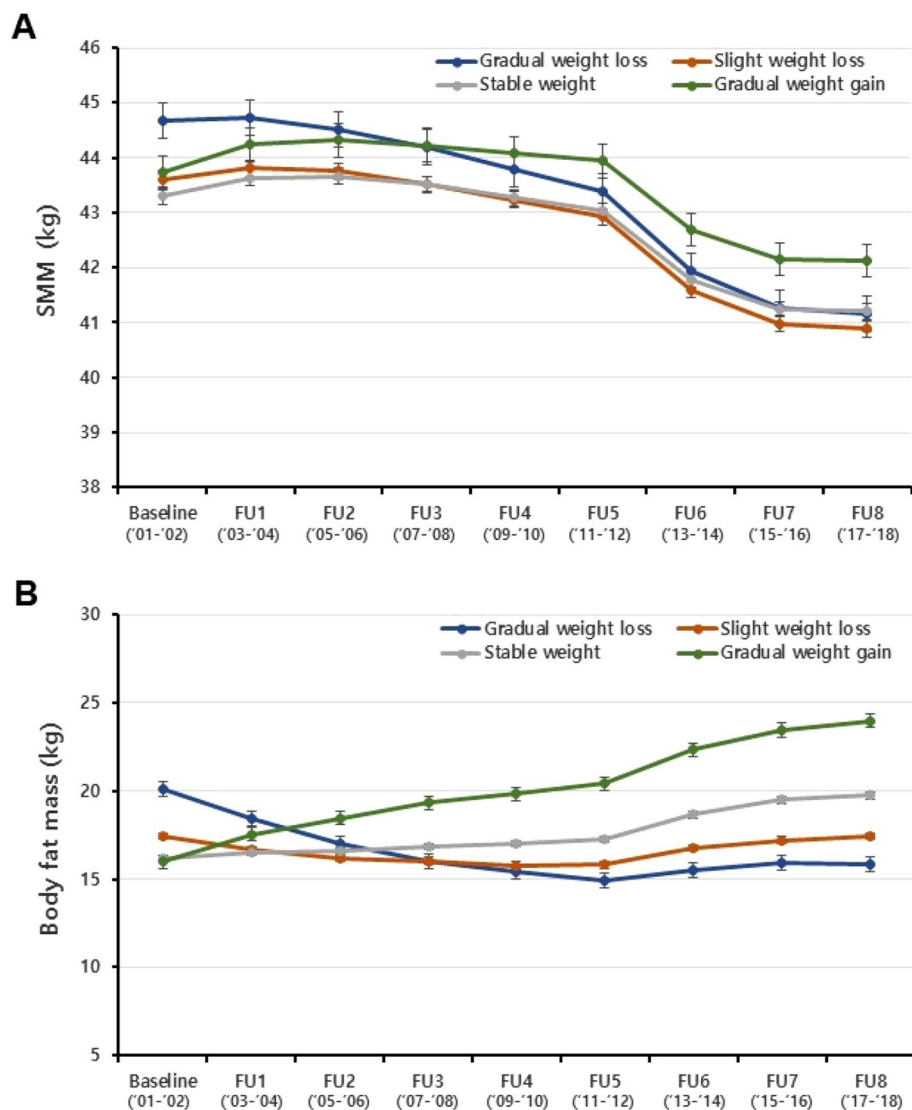 A
46
Gradual weight loss Slight weight loss
Stable weight Gradual weight gain
45
44
43
42
41
40
39
38
SMM (kg)
Baseline FU1 FU2 FU3 FU4 FU5 FU6 FU7 FU8
(‘01-‘02) (‘03-‘04) (‘05-‘06) (‘07-‘08) (‘09-‘10) (‘11-‘12) (‘13-‘14) (‘15-‘16) (‘17-‘18)
B
30
Gradual weight loss Slight weight loss
Stable weight Gradual weight gain
25
20
15
10
5
Body fat mass (kg)
Baseline FU1 FU2 FU3 FU4 FU5 FU6 FU7 FU8
(‘01-‘02) (‘03-‘04) (‘05-‘06) (‘07-‘08) (‘09-‘10) (‘11-‘12) (‘13-‘14) (‘15-‘16) (‘17-‘18)